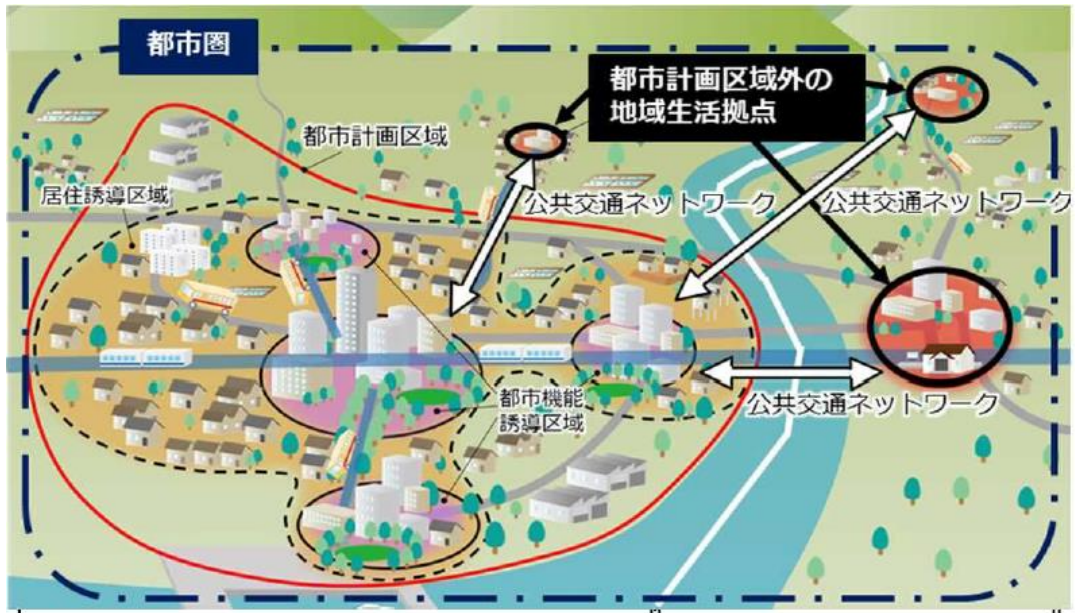 都市圏
都市計画区域外の
地域生活拠点
都市計画区域
居住誘導区域
公共交通ネットワーク
公共交通ネットワーク
都市機能
誘導区域
公共交通ネットワーク